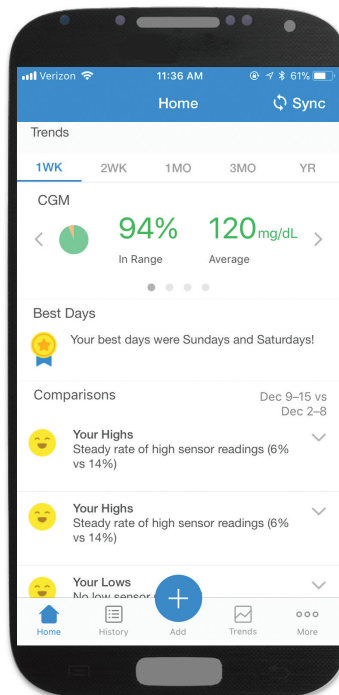 Verizon 11:36 AM 61%
Home Sync
Trends
1WK 2WK 1MO 3MO YR
CGM
94% 120 mg/dL
In Range Average
Best Days
Your best days were Sundays and Saturdays!
Comparisons Dec 9–15 vs
Dec 2–8
Your Highs
Steady rate of high sensor readings (6%
vs 14%)
Your Highs
Steady rate of high sensor readings (6%
vs 14%)
Your Lows
No low sensor
Home History Add Trends More